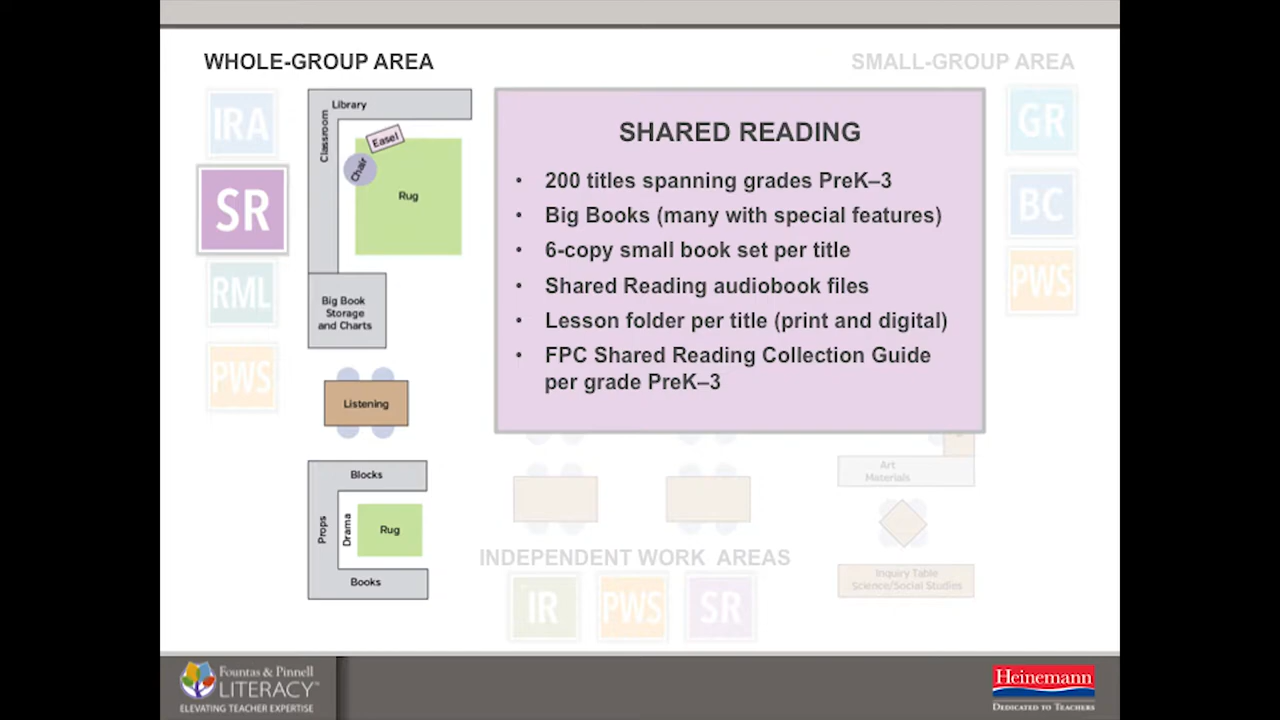 WHOLE-GROUP AREA
SMALL-GROUP AREA
IRA
SR
RML
PWS
Classroom
Library
Easel
Chair
Rug
Big Book
Storage
and Charts
Listening
Blocks
Props
Drama
Rug
Books
SHARED READING
• 200 titles spanning grades PreK–3
• Big Books (many with special features)
• 6-copy small book set per title
• Shared Reading audiobook files
• Lesson folder per title (print and digital)
• FPC Shared Reading Collection Guide
per grade PreK–3
GR
BC
PWS
Art
Materials
Inquiry Table
Science/Social Studies
INDEPENDENT WORK AREAS
IR
PWS
SR
Fountas & Pinnell
LITERACY™
ELEVATING TEACHER EXPERTISE
Heinemann
DEDICATED TO TEACHERS